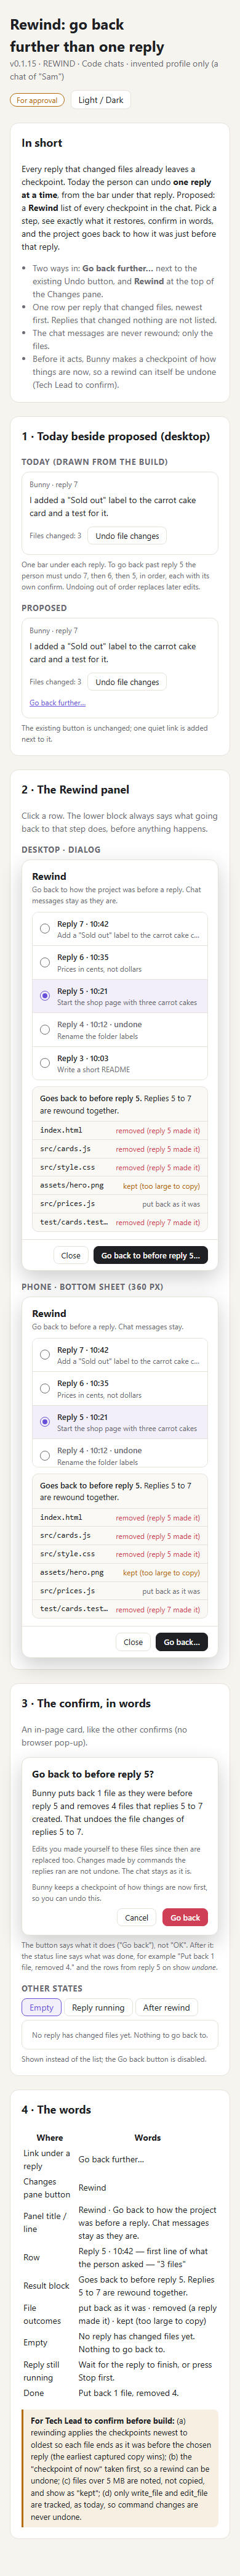 Rewind: go back
further than one reply
v0.1.15 · REWIND · Code chats · invented profile only (a
chat of "Sam")
For approval
Light / Dark
In short
Every reply that changed files already leaves a
checkpoint. Today the person can undo one reply
at a time, from the bar under that reply. Proposed:
a Rewind list of every checkpoint in the chat. Pick a
step, see exactly what it restores, confirm in words,
and the project goes back to how it was just before
that reply.
• Two ways in: Go back further… next to the
existing Undo button, and Rewind at the top of
the Changes pane.
• One row per reply that changed files, newest
first. Replies that changed nothing are not listed.
• The chat messages are never rewound; only the
files.
• Before it acts, Bunny makes a checkpoint of how
things are now, so a rewind can itself be undone
(Tech Lead to confirm).
1 · Today beside proposed (desktop)
TODAY (DRAWN FROM THE BUILD)
Bunny · reply 7
I added a "Sold out" label to the carrot cake
card and a test for it.
Files changed: 3
Undo file changes
One bar under each reply. To go back past reply 5 the
person must undo 7, then 6, then 5, in order, each with its
own confirm. Undoing out of order replaces later edits.
PROPOSED
Bunny · reply 7
I added a "Sold out" label to the carrot cake
card and a test for it.
Files changed: 3
Undo file changes
Go back further…
The existing button is unchanged; one quiet link is added
next to it.
2 · The Rewind panel
Click a row. The lower block always says what going
back to that step does, before anything happens.
DESKTOP · DIALOG
Rewind
Go back to how the project was before a reply. Chat
messages stay as they are.
Reply 7 · 10:42
Add a "Sold out" label to the carrot cake c…
Reply 6 · 10:35
Prices in cents, not dollars
Reply 5 · 10:21
Start the shop page with three carrot cakes
Reply 4 · 10:12 · undone
Rename the folder labels
Reply 3 · 10:03
Write a short README
Goes back to before reply 5. Replies 5 to 7
are rewound together.
index.html removed (reply 5 made it)
src/cards.js removed (reply 5 made it)
src/style.css removed (reply 5 made it)
assets/hero.png kept (too large to copy)
src/prices.js put back as it was
test/cards.test… removed (reply 7 made it)
Close
Go back to before reply 5…
PHONE · BOTTOM SHEET (360 PX)
Rewind
Go back to before a reply. Chat messages stay.
Reply 7 · 10:42
Add a "Sold out" label to the carrot cake c…
Reply 6 · 10:35
Prices in cents, not dollars
Reply 5 · 10:21
Start the shop page with three carrot cakes
Reply 4 · 10:12 · undone
Rename the folder labels
Goes back to before reply 5. Replies 5 to 7
are rewound together.
index.html removed (reply 5 made it)
src/cards.js removed (reply 5 made it)
src/style.css removed (reply 5 made it)
assets/hero.png kept (too large to copy)
src/prices.js put back as it was
test/cards.test… removed (reply 7 made it)
Close
Go back…
3 · The confirm, in words
An in-page card, like the other confirms (no
browser pop-up).
Go back to before reply 5?
Bunny puts back 1 file as they were before
reply 5 and removes 4 files that replies 5 to 7
created. That undoes the file changes of
replies 5 to 7.
Edits you made yourself to these files since then are
replaced too. Changes made by commands the
replies ran are not undone. The chat stays as it is.
Bunny keeps a checkpoint of how things are now first,
so you can undo this.
Cancel
Go back
The button says what it does ("Go back"), not "OK". After it:
the status line says what was done, for example "Put back 1
file, removed 4." and the rows from reply 5 on show undone.
OTHER STATES
Empty
Reply running
After rewind
No reply has changed files yet. Nothing to go back to.
Shown instead of the list; the Go back button is disabled.
4 · The words
Where Words
Link under a
reply
Go back further…
Changes
pane button
Rewind
Panel title /
line
Rewind · Go back to how the project
was before a reply. Chat messages
stay as they are.
Row
Reply 5 · 10:42 — first line of what
the person asked — "3 files"
Result block
Goes back to before reply 5. Replies
5 to 7 are rewound together.
File
outcomes
put back as it was · removed (a reply
made it) · kept (too large to copy)
Empty
No reply has changed files yet.
Nothing to go back to.
Reply still
running
Wait for the reply to finish, or press
Stop first.
Done
Put back 1 file, removed 4.
For Tech Lead to confirm before build: (a)
rewinding applies the checkpoints newest to
oldest so each file ends as it was before the
chosen reply (the earliest captured copy wins); (b) the
"checkpoint of now" taken first, so a rewind can be
undone; (c) files over 5 MB are noted, not copied,
and show as "kept"; (d) only write_file and edit_file
are tracked, as today, so command changes are
never undone.